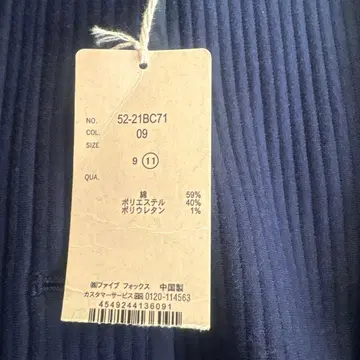 NO. 52-21BC71
COL. 09
SIZE
9 ⑪
QUA.
綿 59%
ポリエステル 40%
ポリウレタン 1%
㈱ファイブ フォックス 中国製
カスタマーサービス 0120-114563
4549244136091